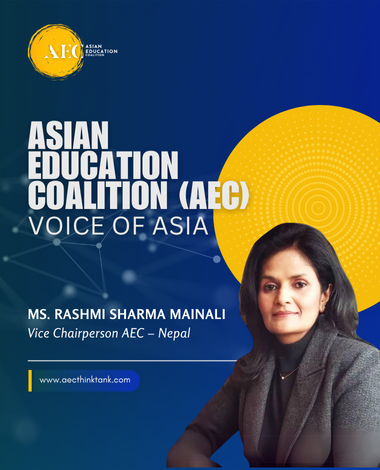 AEC
ASIAN
EDUCATION
COALITION
ASIAN
EDUCATION
COALITION (AEC)
VOICE OF ASIA
MS. RASHMI SHARMA MAINALI
Vice Chairperson AEC – Nepal
www.aecthinktank.com